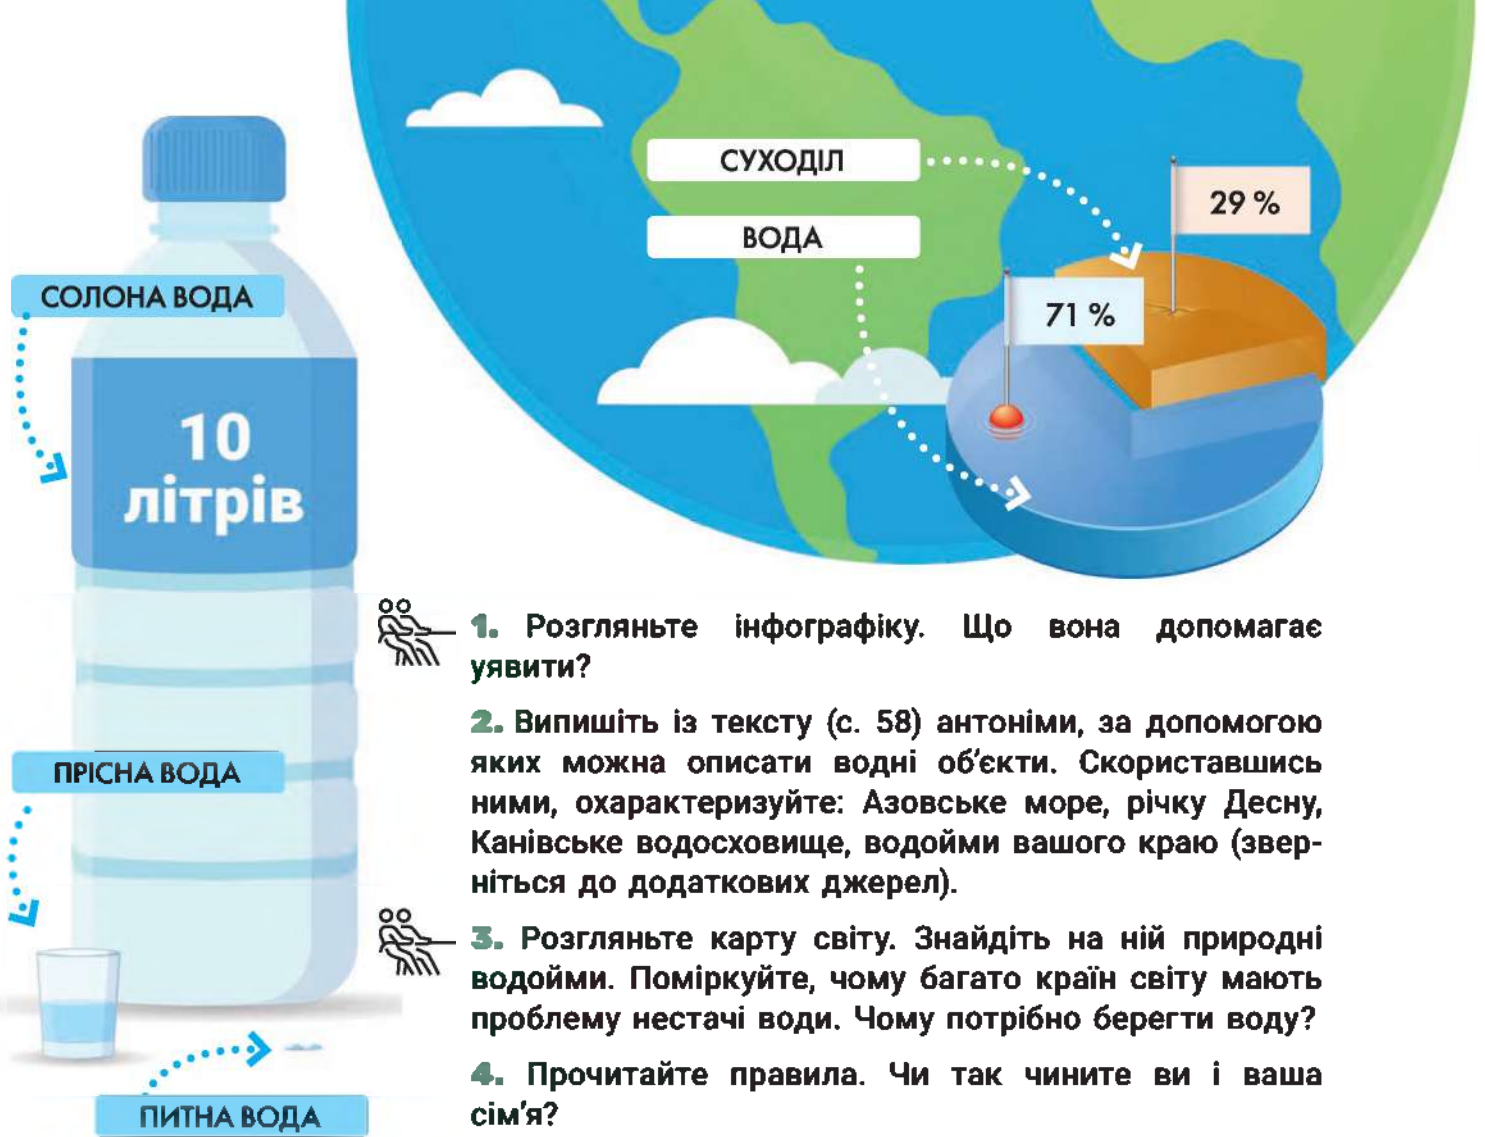 СУХОДІЛ
29 %
ВОДА
71 %
СОЛОНА ВОДА
10
літрів
ПРІСНА ВОДА
ПИТНА ВОДА
1. Розгляньте інфографіку. Що вона допомагає
уявити?
2. Випишіть із тексту (с. 58) антоніми, за допомогою
яких можна описати водні об’єкти. Скориставшись
ними, охарактеризуйте: Азовське море, річку Десну,
Канівське водосховище, водойми вашого краю (звер-
ніться до додаткових джерел).
3. Розгляньте карту світу. Знайдіть на ній природні
водойми. Поміркуйте, чому багато країн світу мають
проблему нестачі води. Чому потрібно берегти воду?
4. Прочитайте правила. Чи так чините ви і ваша
сім’я?